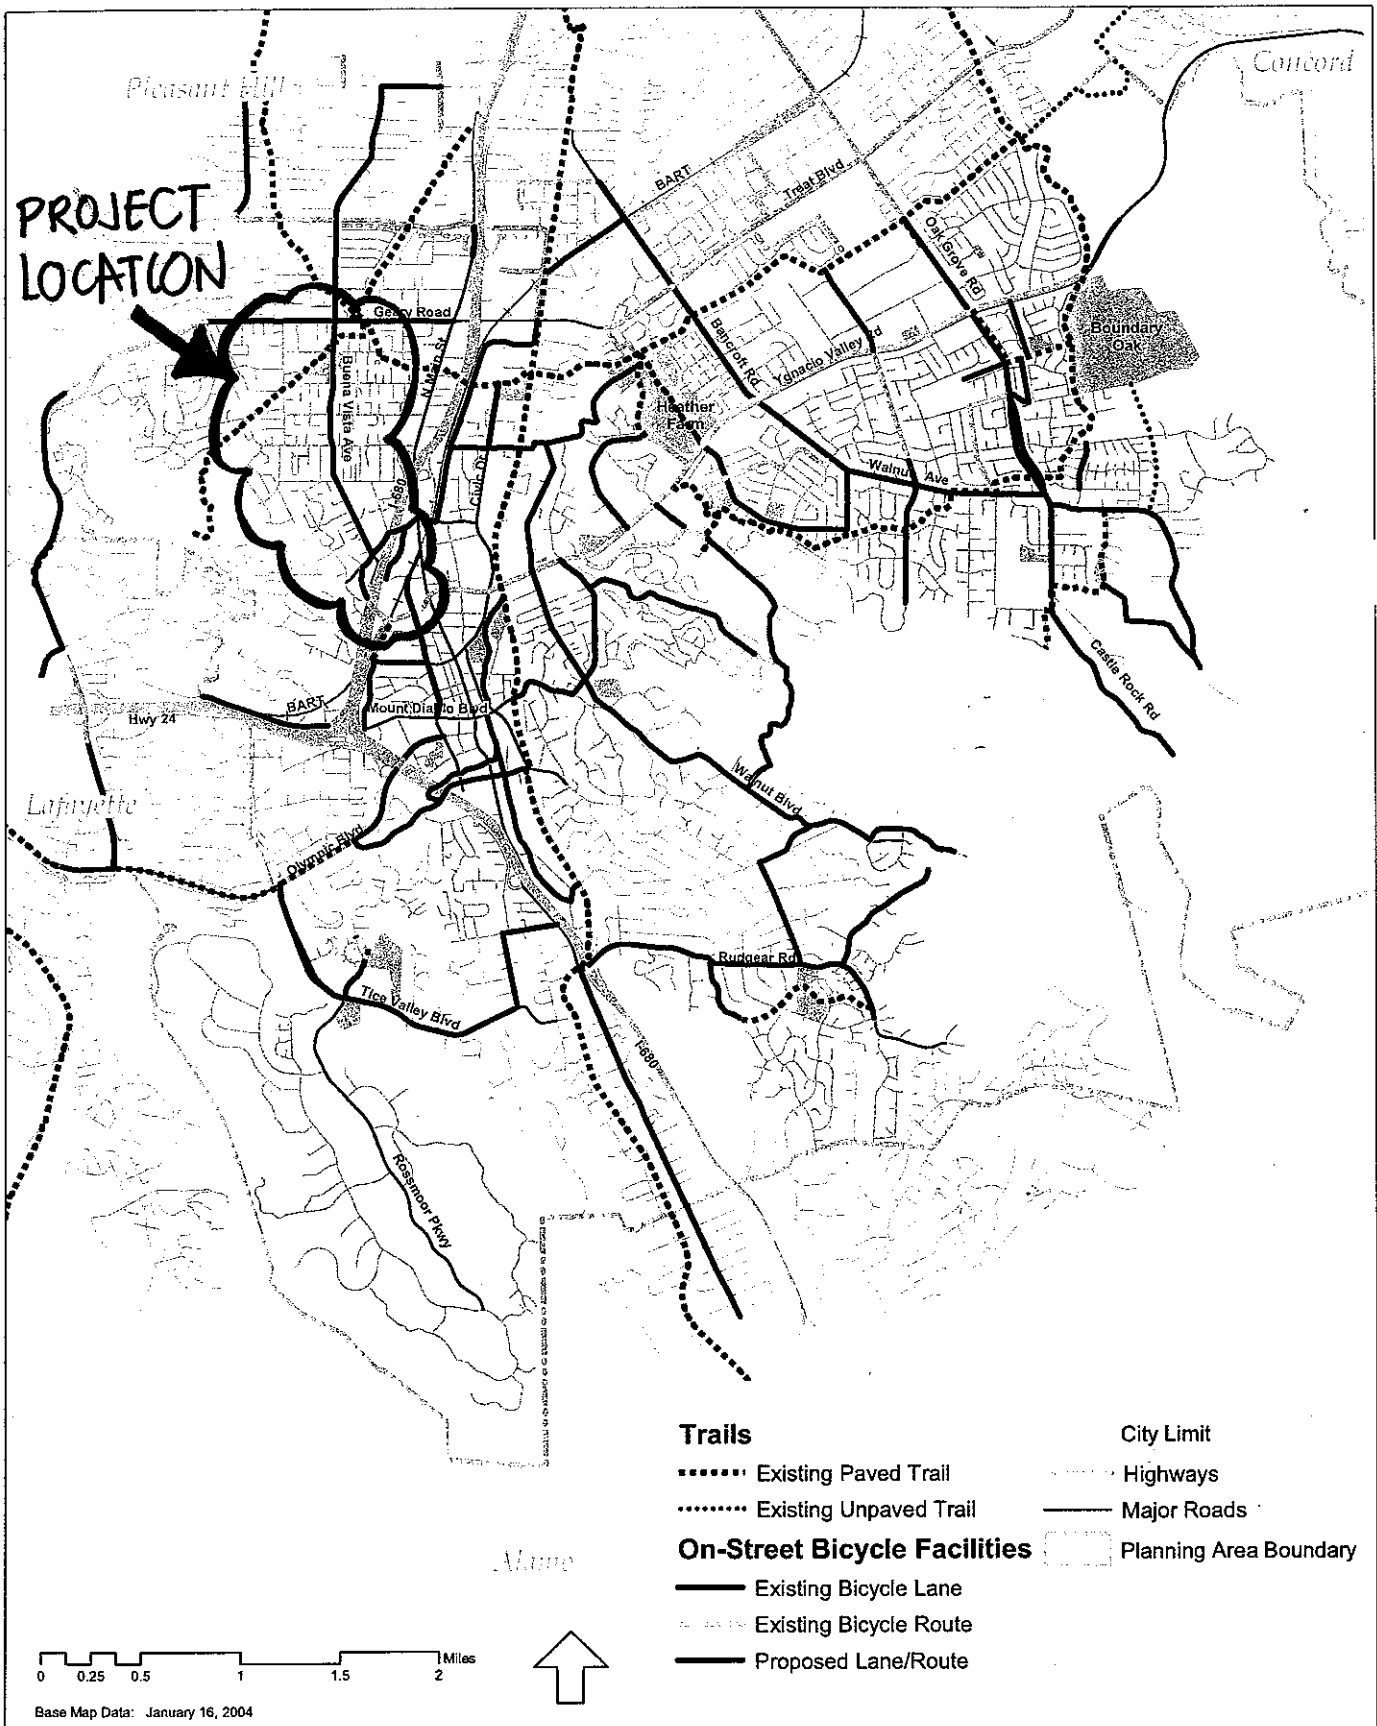 Pleasant Hill
Concord
PROJECT
LOCATION
BART
Treat Blvd
Oak Grove Rd
Geary Road
N Main St
Buena Vista Ave
Bancroft Rd
Ygnacio Valley Rd
Boundary
Oak
Heather
Farm
Civic Dr
I-680
Walnut Ave
Castle Rock Rd
BART
Hwy 24
Mount Diablo Blvd
Walnut Blvd
Lafayette
Olympic Blvd
Rudgear Rd
Tice Valley Blvd
I-680
Rossmoor Pkwy
Alamo
Trails
Existing Paved Trail
Existing Unpaved Trail
On-Street Bicycle Facilities
Existing Bicycle Lane
Existing Bicycle Route
Proposed Lane/Route
City Limit
Highways
Major Roads
Planning Area Boundary
0 0.25 0.5 1 1.5 2 Miles
Base Map Data: January 16, 2004